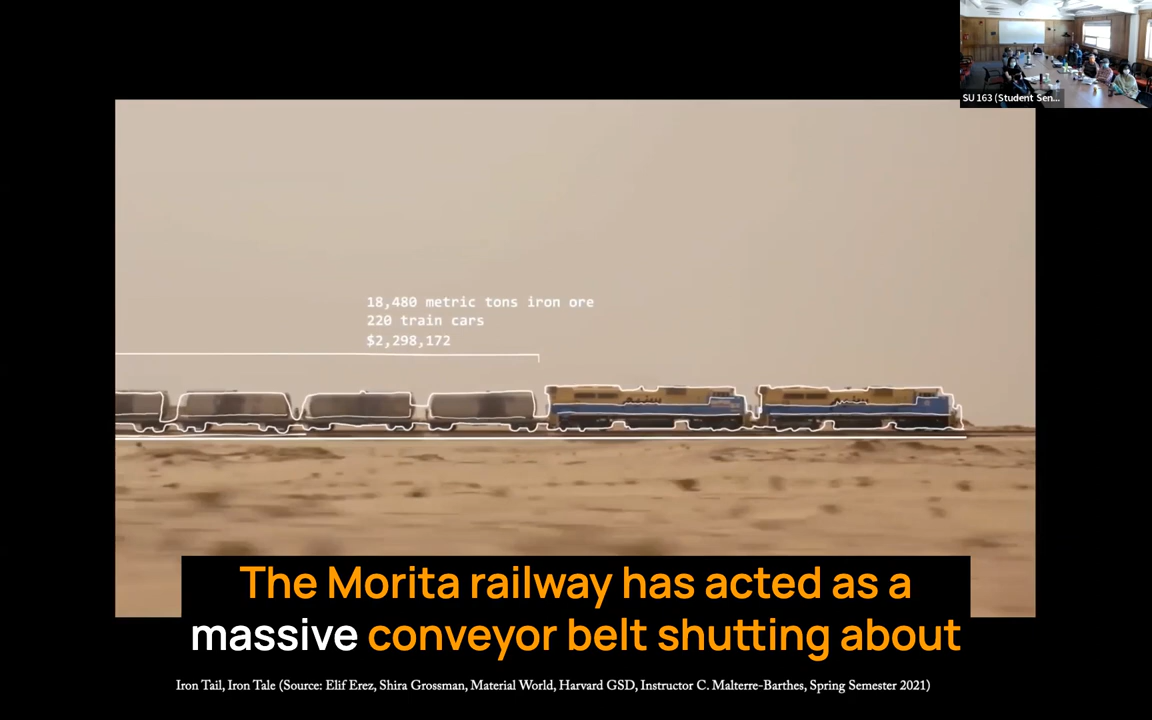 SU 163 (Student Sen...
18,480 metric tons iron ore
220 train cars
$2,298,172
The Morita railway has acted as a
massive conveyor belt shutting about
Iron Tail, Iron Tale (Source: Elif Erez, Shira Grossman, Material World, Harvard GSD, Instructor C. Malterre-Barthes, Spring Semester 2021)